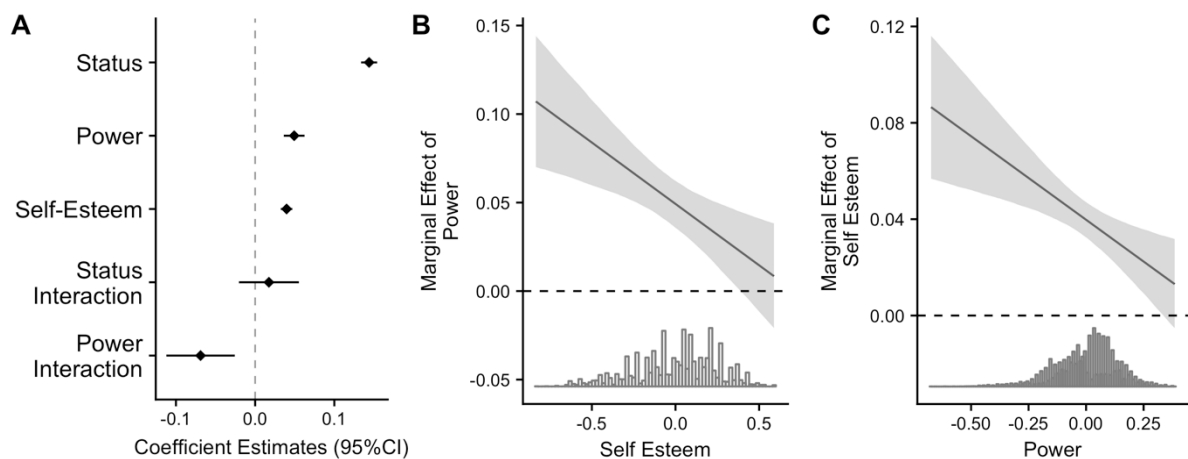 A
Status
Power
Self-Esteem
Status
Interaction
Power
Interaction
-0.1
0.0
0.1
Coefficient Estimates (95%CI)
B
Marginal Effect of
Power
0.15
0.10
0.05
0.00
-0.05
-0.5
0.0
0.5
Self Esteem
C
Marginal Effect of
Self Esteem
0.12
0.08
0.04
0.00
-0.50
-0.25
0.00
0.25
Power